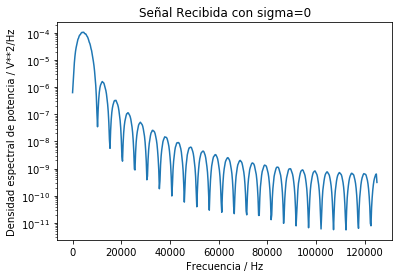 Señal Recibida con sigma=0
Densidad espectral de potencia / V**2/Hz
10⁻⁴
10⁻⁵
10⁻⁶
10⁻⁷
10⁻⁸
10⁻⁹
10⁻¹⁰
10⁻¹¹
0 20000 40000 60000 80000 100000 120000
Frecuencia / Hz